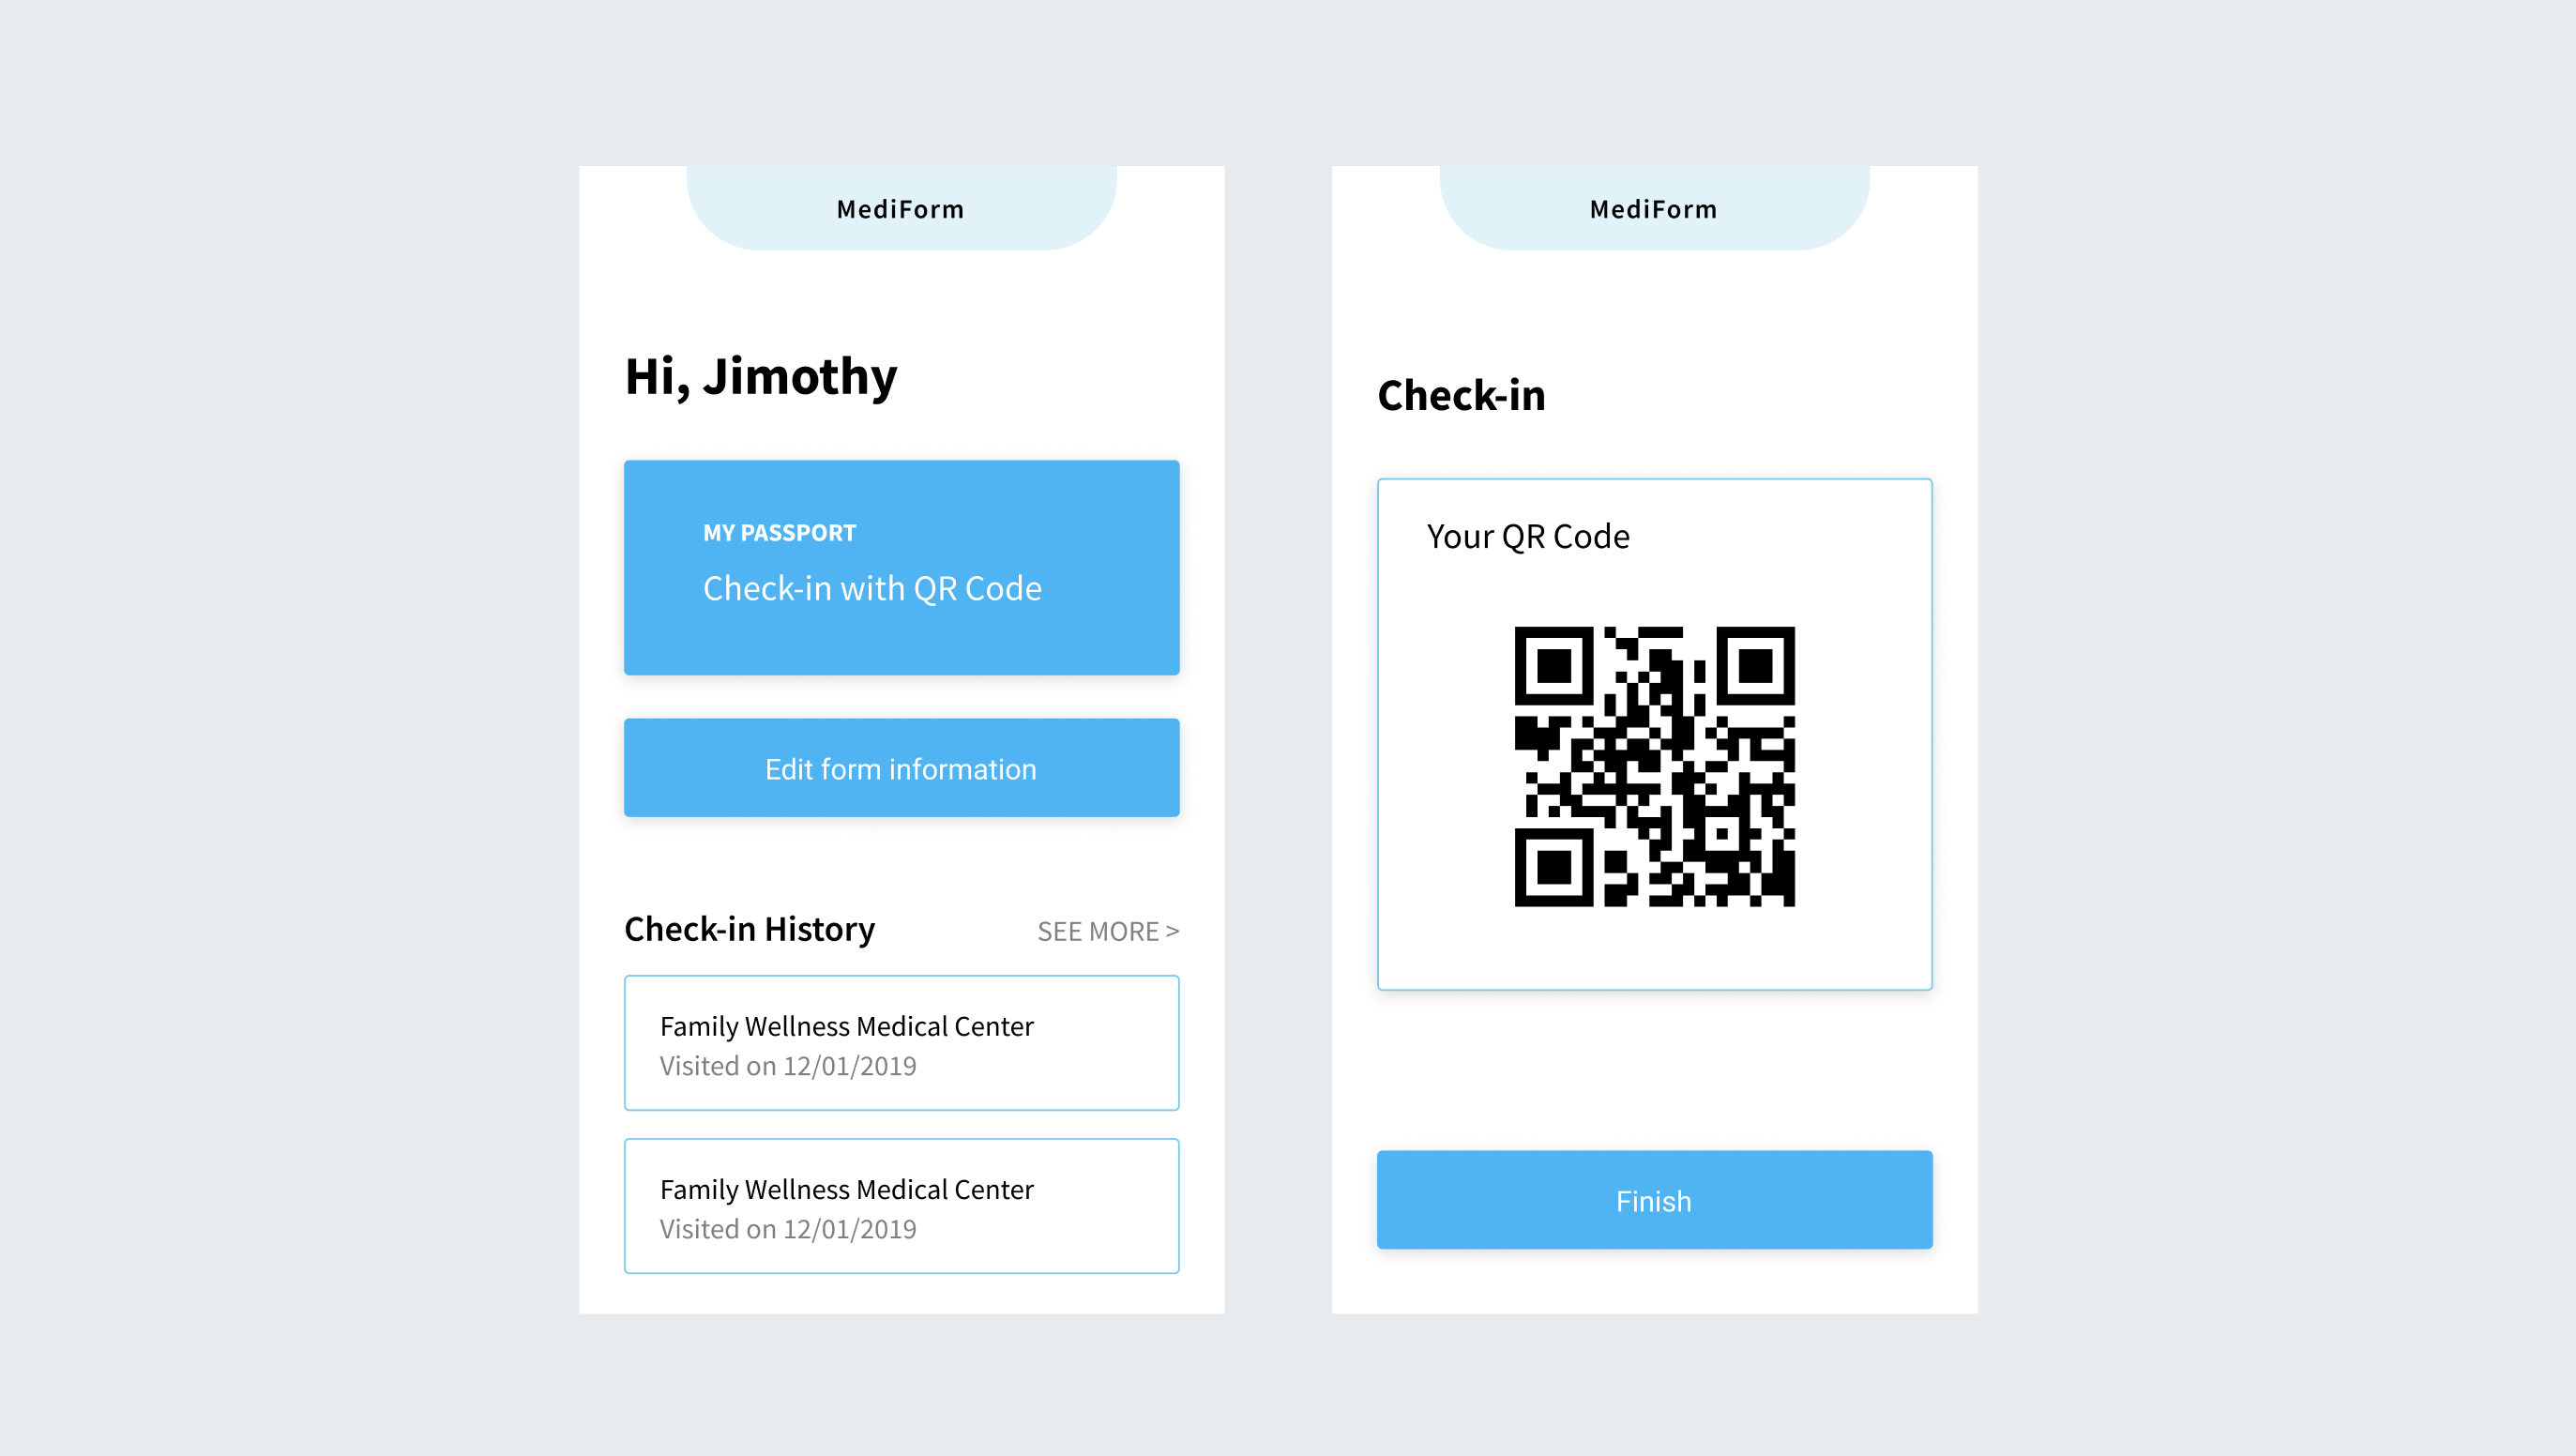 MediForm
Hi, Jimothy
MY PASSPORT
Check-in with QR Code
Edit form information
Check-in History
SEE MORE >
Family Wellness Medical Center
Visited on 12/01/2019
Family Wellness Medical Center
Visited on 12/01/2019
MediForm
Check-in
Your QR Code
Finish